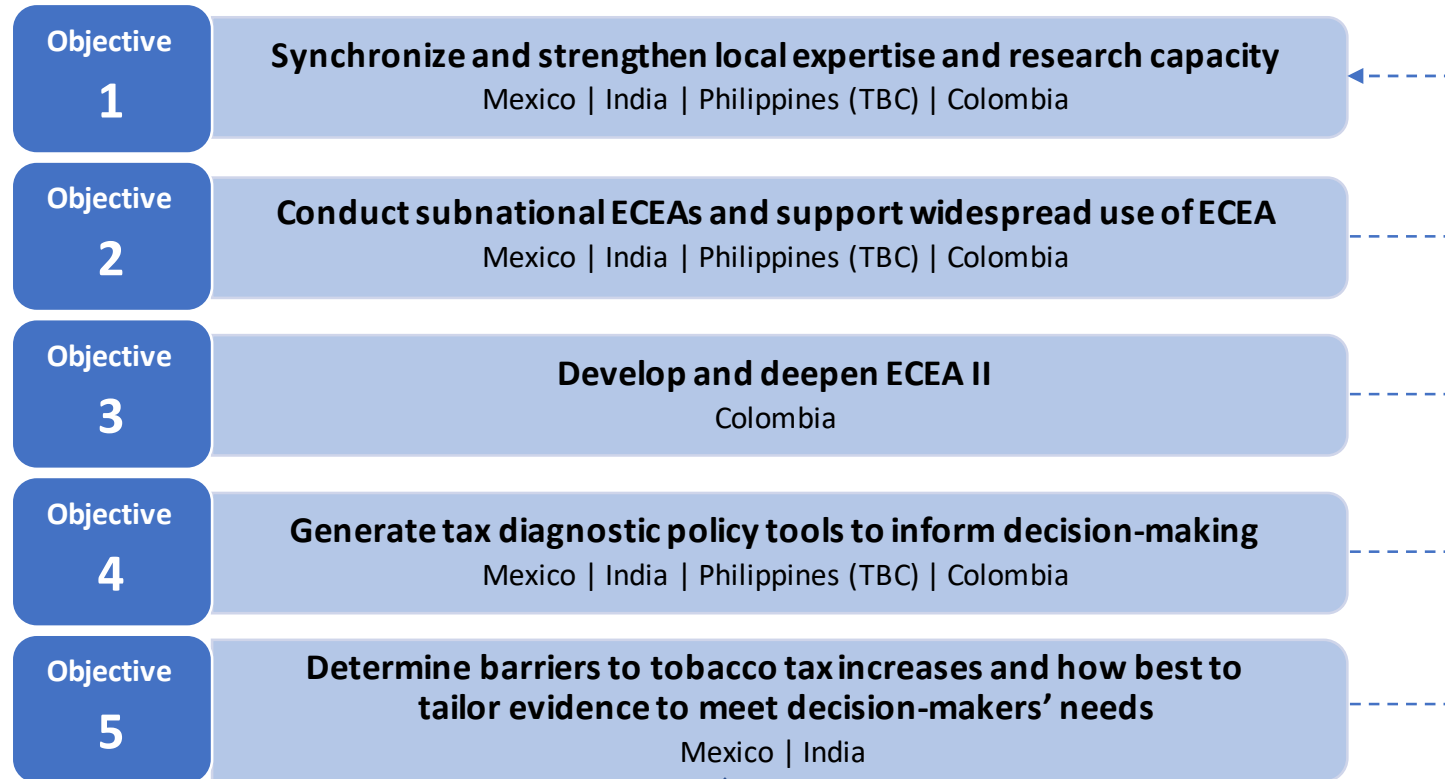 Objective
1
Synchronize and strengthen local expertise and research capacity
Mexico | India | Philippines (TBC) | Colombia
Objective
2
Conduct subnational ECEAs and support widespread use of ECEA
Mexico | India | Philippines (TBC) | Colombia
Objective
3
Develop and deepen ECEA II
Colombia
Objective
4
Generate tax diagnostic policy tools to inform decision-making
Mexico | India | Philippines (TBC) | Colombia
Objective
5
Determine barriers to tobacco tax increases and how best to
tailor evidence to meet decision-makers’ needs
Mexico | India